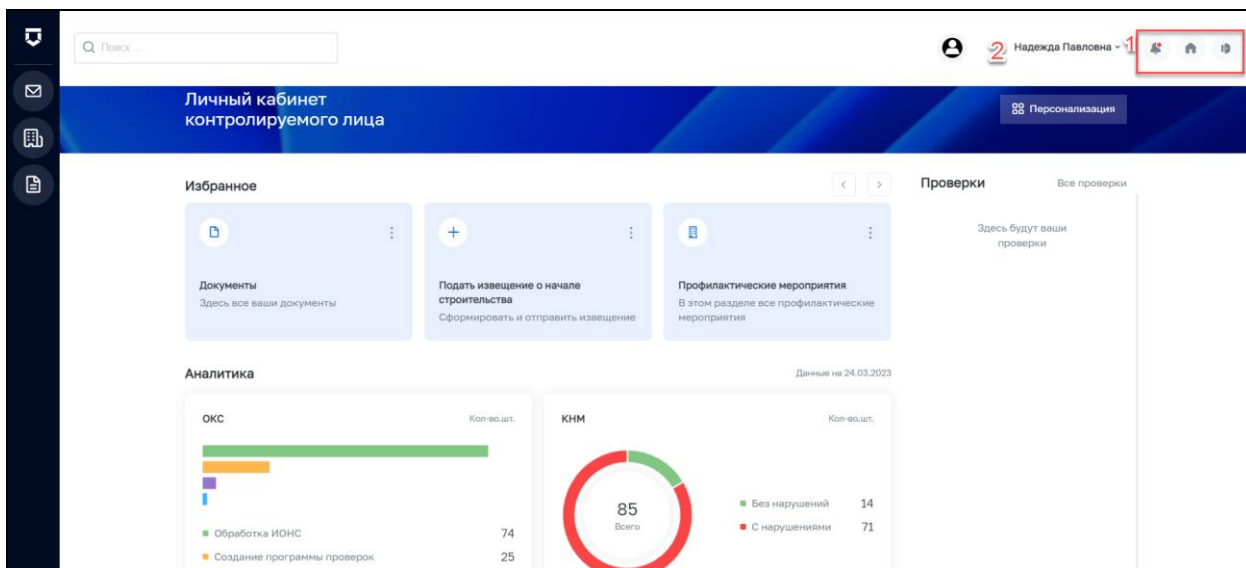 Поиск ...
2 Надежда Павловна 1
Личный кабинет
контролируемого лица
Персонализация
Избранное
Документы
Здесь все ваши документы
Подать извещение о начале
строительства
Сформировать и отправить извещение
Профилактические мероприятия
В этом разделе все профилактические
мероприятия
Проверки
Все проверки
Здесь будут ваши
проверки
Аналитика
Данные на 24.03.2023
ОКС
Кол-во.шт.
Обработка ИОНС 74
Создание программы проверок 25
КНМ
Кол-во.шт.
85
Всего
Без нарушений 14
С нарушениями 71